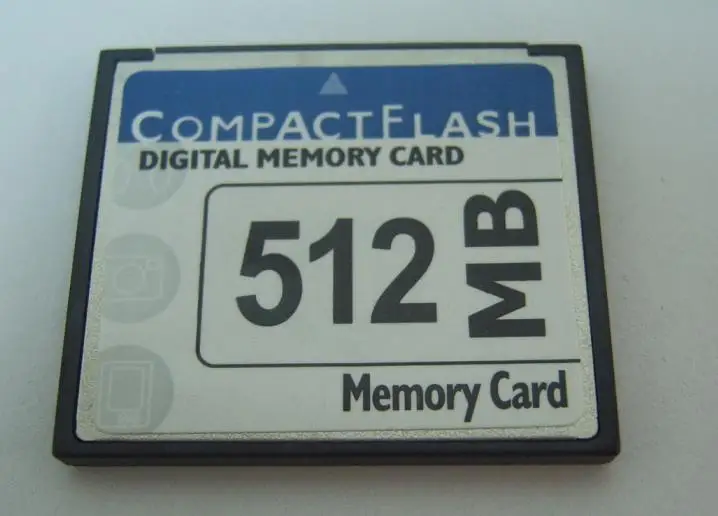 COMPACTFLASH
DIGITAL MEMORY CARD
512 MB
Memory Card